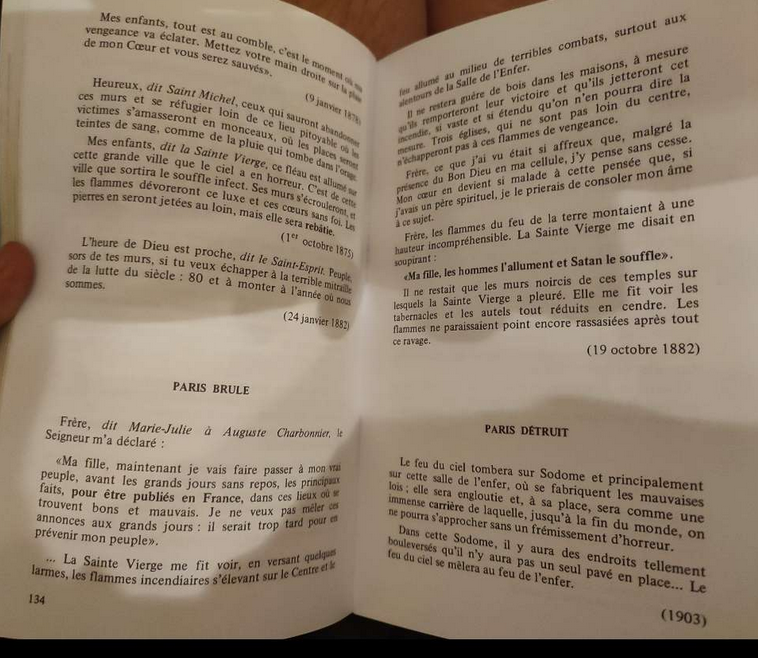 Mes enfants, tout est au comble, c'est le moment où ma
vengeance va éclater. Mettez votre main droite sur la plaie
de mon Cœur et vous serez sauvés».
(9 janvier 1878)
Heureux, dit Saint Michel, ceux qui sauront abandonner
ces murs et se réfugier loin de ce lieu pitoyable où les
victimes s'amasseront en monceaux, où les places seront
teintes de sang, comme de la pluie qui tombe dans l'orage.
Mes enfants, dit la Sainte Vierge, ce fléau est allumé sur
cette grande ville que le ciel a en horreur. C'est de cette
ville que sortira le souffle infect. Ses murs s'écrouleront, et
les flammes dévoreront ce luxe et ces cœurs sans foi. Les
pierres en seront jetées au loin, mais elle sera rebâtie.
(1er octobre 1875)
L'heure de Dieu est proche, dit le Saint-Esprit. Peuple,
sors de tes murs, si tu veux échapper à la terrible mitraille
de la lutte du siècle : 80 et à monter à l'année où nous
sommes.
(24 janvier 1882)
PARIS BRULE
Frère, dit Marie-Julie à Auguste Charbonnier, le
Seigneur m'a déclaré :
«Ma fille, maintenant je vais faire passer à mon vrai
peuple, avant les grands jours sans repos, les principaux
faits, pour être publiés en France, dans ces lieux où se
trouvent bons et mauvais. Je ne veux pas mêler ces
annonces aux grands jours : il serait trop tard pour en
prévenir mon peuple».
... La Sainte Vierge me fit voir, en versant quelques
larmes, les flammes incendiaires s'élevant sur le Centre et le
134
feu allumé au milieu de terribles combats, surtout aux
alentours de la Salle de l'Enfer.
Il ne restera guère de bois dans les maisons, à mesure
qu'ils remporteront leur victoire et qu'ils jetteront cet
incendie, si vaste et si étendu qu'on n'en pourra dire la
mesure. Trois églises, qui ne sont pas loin du centre,
n'échapperont pas à ces flammes de vengeance.
Frère, ce que j'ai vu était si affreux que, malgré la
présence du Bon Dieu en ma cellule, j'y pense sans cesse.
Mon cœur en devient si malade à cette pensée que, si
j'avais un père spirituel, je le prierais de consoler mon âme
à ce sujet.
Frère, les flammes du feu de la terre montaient à une
hauteur incompréhensible. La Sainte Vierge me disait en
soupirant :
«Ma fille, les hommes l'allument et Satan le souffle».
Il ne restait que les murs noircis de ces temples sur
lesquels la Sainte Vierge a pleuré. Elle me fit voir les
tabernacles et les autels tout réduits en cendre. Les
flammes ne paraissaient point encore rassasiées après tout
ce ravage.
(19 octobre 1882)
PARIS DÉTRUIT
Le feu du ciel tombera sur Sodome et principalement
sur cette salle de l'enfer, où se fabriquent les mauvaises
lois ; elle sera engloutie et, à sa place, sera comme une
immense carrière de laquelle, jusqu'à la fin du monde, on
ne pourra s'approcher sans un frémissement d'horreur.
Dans cette Sodome, il y aura des endroits tellement
bouleversés qu'il n'y aura pas un seul pavé en place... Le
feu du ciel se mêlera au feu de l'enfer.
(1903)